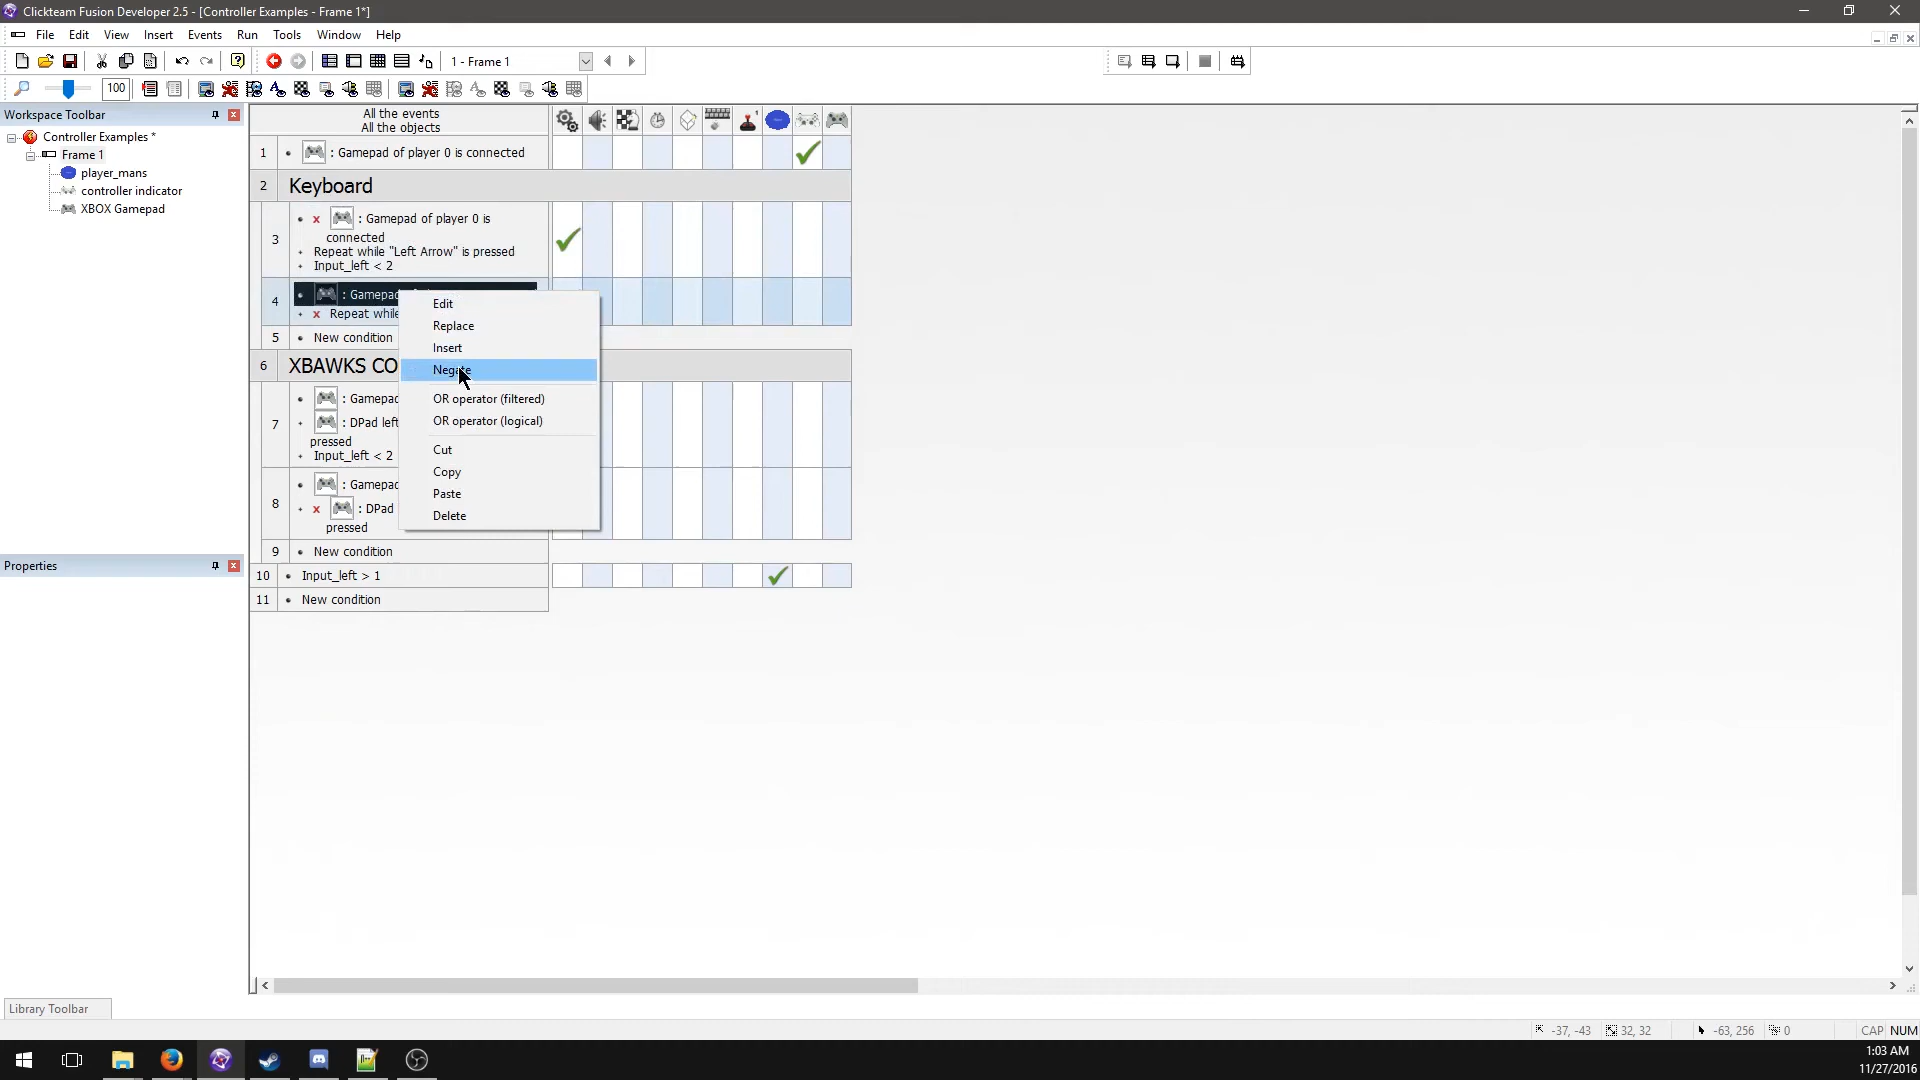 Clickteam Fusion Developer 2.5 - [Controller Examples - Frame 1*]
File Edit View Insert Events Run Tools Window Help
1 - Frame 1
100
Workspace Toolbar
Controller Examples *
Frame 1
player_mans
controller indicator
XBOX Gamepad
Properties
Library Toolbar
All the events
All the objects
1 : Gamepad of player 0 is connected
2 Keyboard
3 x : Gamepad of player 0 is
connected
Repeat while "Left Arrow" is pressed
Input_left < 2
4 : Gamepad
x Repeat while
5 New condition
6 XBAWKS CO
7 : Gamepad
: DPad left
pressed
Input_left < 2
8 : Gamepad
x : DPad
pressed
9 New condition
10 Input_left > 1
11 New condition
Edit
Replace
Insert
Negate
OR operator (filtered)
OR operator (logical)
Cut
Copy
Paste
Delete
-37, -43 32, 32 -63, 256 0 CAP NUM
1:03 AM
11/27/2016